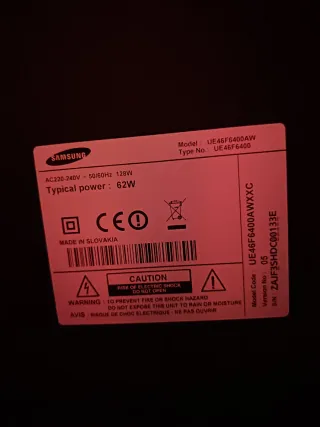 SAMSUNG
Model : UE46F6400AW
Type No. : UE46F6400
AC220-240V ~ 50/60Hz 128W
Typical power : 62W
MADE IN SLOVAKIA
CAUTION
RISK OF ELECTRIC SHOCK
DO NOT OPEN
WARNING : TO PREVENT FIRE OR SHOCK HAZARD
DO NOT EXPOSE THIS UNIT TO RAIN OR MOISTURE
AVIS : RISQUE DE CHOC ELECTRIQUE - NE PAS OUVRIR
Model Code : UE46F6400AWXXC
Version : 05
S/N : ZAJF3SHDC00133E